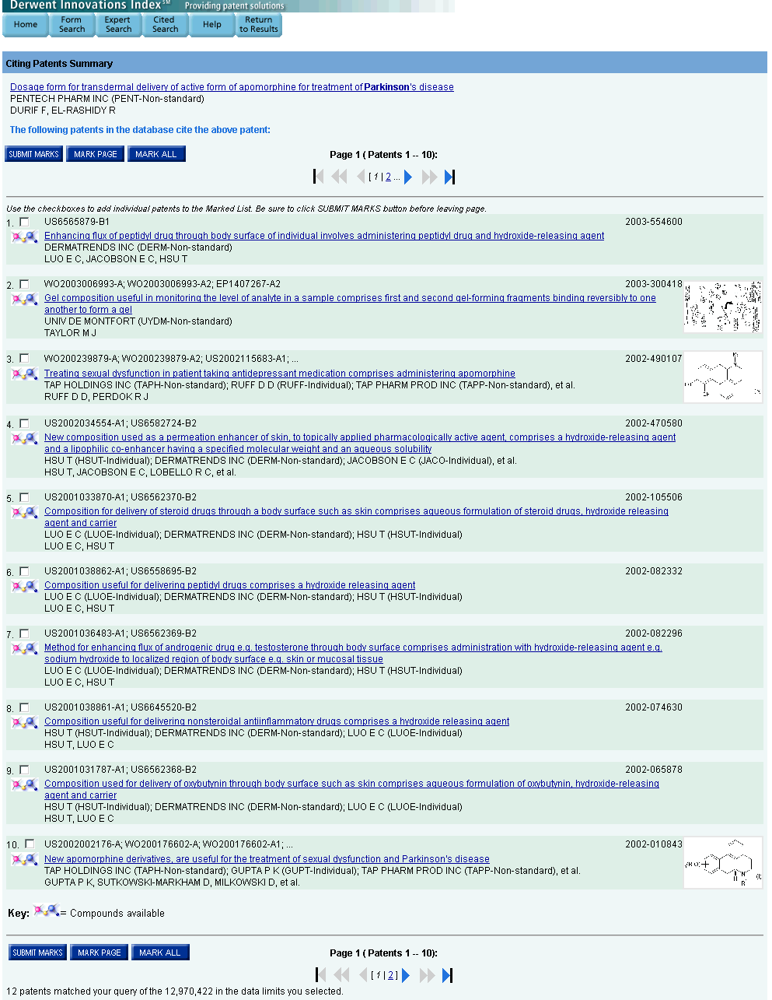 Derwent Innovations Index℠ Providing patent solutions
Home
Form Search
Expert Search
Cited Search
Help
Return to Results
Citing Patents Summary
Dosage form for transdermal delivery of active form of apomorphine for treatment of Parkinson's disease
PENTECH PHARM INC (PENT-Non-standard)
DURIF F, EL-RASHIDY R
The following patents in the database cite the above patent:
SUBMIT MARKS MARK PAGE MARK ALL Page 1 ( Patents 1 -- 10):
[ 1 | 2 ...
Use the checkboxes to add individual patents to the Marked List. Be sure to click SUBMIT MARKS button before leaving page.
1. US6565879-B1 2003-554600
Enhancing flux of peptidyl drug through body surface of individual involves administering peptidyl drug and hydroxide-releasing agent
DERMATRENDS INC (DERM-Non-standard)
LUO E C, JACOBSON E C, HSU T
2. WO2003006993-A; WO2003006993-A2; EP1407267-A2 2003-300418
Gel composition useful in monitoring the level of analyte in a sample comprises first and second gel-forming fragments binding reversibly to one
another to form a gel
UNIV DE MONTFORT (UYDM-Non-standard)
TAYLOR M J
3. WO200239879-A; WO200239879-A2; US2002115683-A1; ... 2002-490107
Treating sexual dysfunction in patient taking antidepressant medication comprises administering apomorphine
TAP HOLDINGS INC (TAPH-Non-standard); RUFF D D (RUFF-Individual); TAP PHARM PROD INC (TAPP-Non-standard), et al.
RUFF D D, PERDOK R J
4. US2002034554-A1; US6582724-B2 2002-470580
New composition used as a permeation enhancer of skin, to topically applied pharmacologically active agent, comprises a hydroxide-releasing agent
and a lipophilic co-enhancer having a specified molecular weight and an aqueous solubility
HSU T (HSUT-Individual); DERMATRENDS INC (DERM-Non-standard); JACOBSON E C (JACO-Individual), et al.
HSU T, JACOBSON E C, LOBELLO R C, et al.
5. US2001033870-A1; US6562370-B2 2002-105506
Composition for delivery of steroid drugs through a body surface such as skin comprises aqueous formulation of steroid drugs, hydroxide releasing
agent and carrier
LUO E C (LUOE-Individual); DERMATRENDS INC (DERM-Non-standard); HSU T (HSUT-Individual)
LUO E C, HSU T
6. US2001038862-A1; US6558695-B2 2002-082332
Composition useful for delivering peptidyl drugs comprises a hydroxide releasing agent
LUO E C (LUOE-Individual); DERMATRENDS INC (DERM-Non-standard); HSU T (HSUT-Individual)
LUO E C, HSU T
7. US2001036483-A1; US6562369-B2 2002-082296
Method for enhancing flux of androgenic drug e.g. testosterone through body surface comprises administration with hydroxide-releasing agent e.g.
sodium hydroxide to localized region of body surface e.g. skin or mucosal tissue
LUO E C (LUOE-Individual); DERMATRENDS INC (DERM-Non-standard); HSU T (HSUT-Individual)
LUO E C, HSU T
8. US2001038861-A1; US6645520-B2 2002-074630
Composition useful for delivering nonsteroidal antiinflammatory drugs comprises a hydroxide releasing agent
HSU T (HSUT-Individual); DERMATRENDS INC (DERM-Non-standard); LUO E C (LUOE-Individual)
HSU T, LUO E C
9. US2001031787-A1; US6562368-B2 2002-065878
Composition used for delivery of oxybutynin through body surface such as skin comprises aqueous formulation of oxybutynin, hydroxide-releasing
agent and carrier
HSU T (HSUT-Individual); DERMATRENDS INC (DERM-Non-standard); LUO E C (LUOE-Individual)
HSU T, LUO E C
10. US2002002176-A; WO200176602-A; WO200176602-A1; ... 2002-010843
New apomorphine derivatives, are useful for the treatment of sexual dysfunction and Parkinson's disease
TAP HOLDINGS INC (TAPH-Non-standard); GUPTA P K (GUPT-Individual); TAP PHARM PROD INC (TAPP-Non-standard), et al.
GUPTA P K, SUTKOWSKI-MARKHAM D, MILKOWSKI D, et al.
Key: = Compounds available
SUBMIT MARKS MARK PAGE MARK ALL Page 1 ( Patents 1 -- 10):
[ 1 | 2 ]
12 patents matched your query of the 12,970,422 in the data limits you selected.